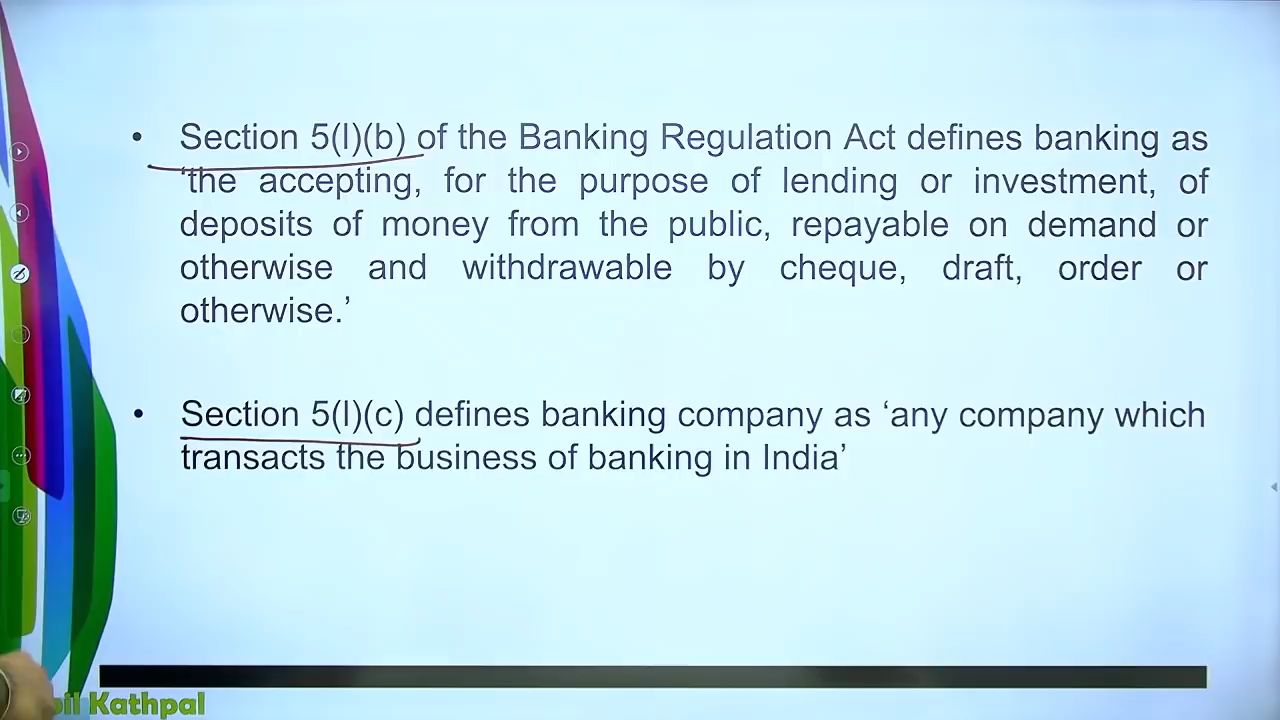 • Section 5(l)(b) of the Banking Regulation Act defines banking as
‘the accepting, for the purpose of lending or investment, of
deposits of money from the public, repayable on demand or
otherwise and withdrawable by cheque, draft, order or
otherwise.’
• Section 5(l)(c) defines banking company as ‘any company which
transacts the business of banking in India’
Kathpal